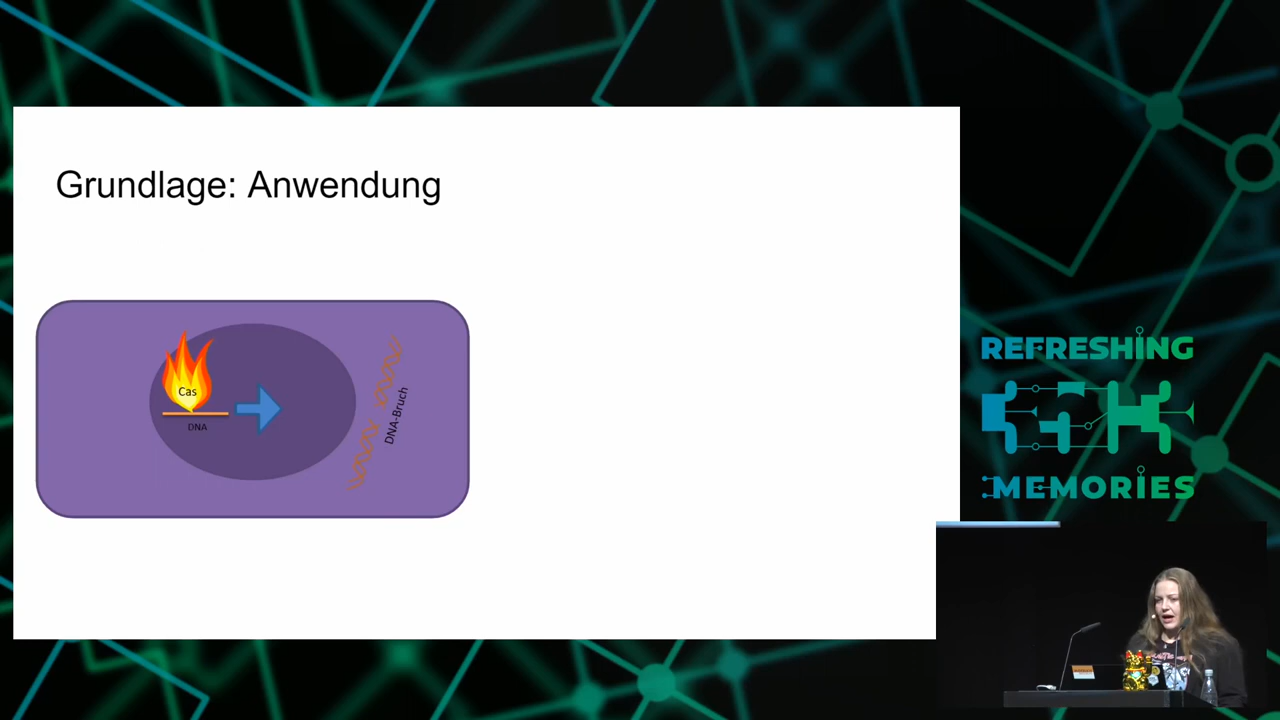 Grundlage: Anwendung
Cas
DNA
DNA-Bruch
REFRESHING
MEMORIES